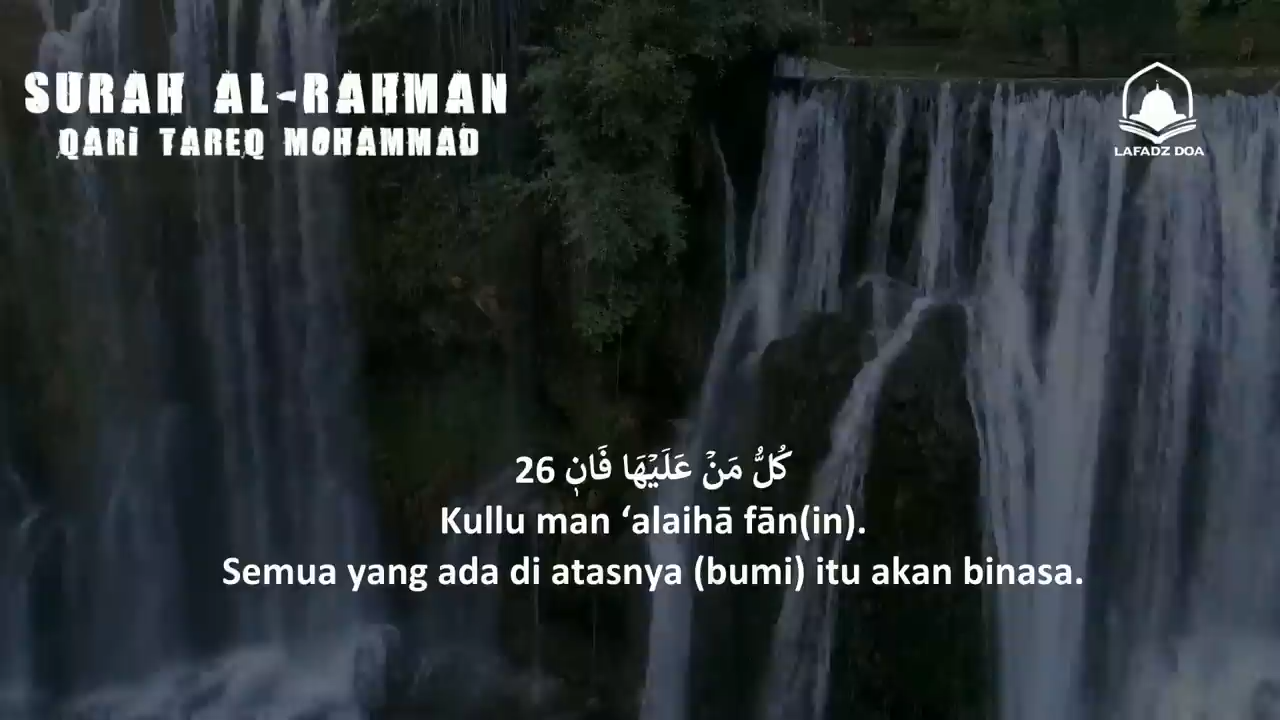 SURAH AL-RAHMAN
QARI TAREQ MOHAMMAD
LAFADZ DOA
كُلُّ مَنْ عَلَيْهَا فَانٍ 26
Kullu man ‘alaihā fān(in).
Semua yang ada di atasnya (bumi) itu akan binasa.